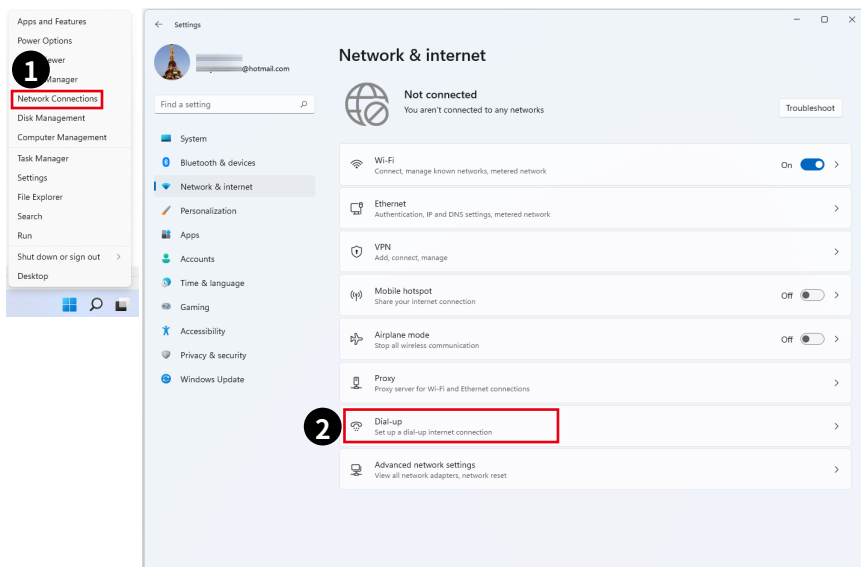 Apps and Features
Power Options
Manager
Network Connections
Disk Management
Computer Management
Task Manager
Settings
File Explorer
Search
Run
Shut down or sign out
Desktop
1
Settings
@hotmail.com
Find a setting
System
Bluetooth & devices
Network & internet
Personalization
Apps
Accounts
Time & language
Gaming
Accessibility
Privacy & security
Windows Update
Network & internet
Not connected
You aren't connected to any networks
Troubleshoot
Wi-Fi
Connect, manage known networks, metered network
On
Ethernet
Authentication, IP and DNS settings, metered network
VPN
Add, connect, manage
Mobile hotspot
Share your internet connection
Off
Airplane mode
Stop all wireless communication
Off
Proxy
Proxy server for Wi-Fi and Ethernet connections
2
Dial-up
Set up a dial-up internet connection
Advanced network settings
View all network adapters, network reset